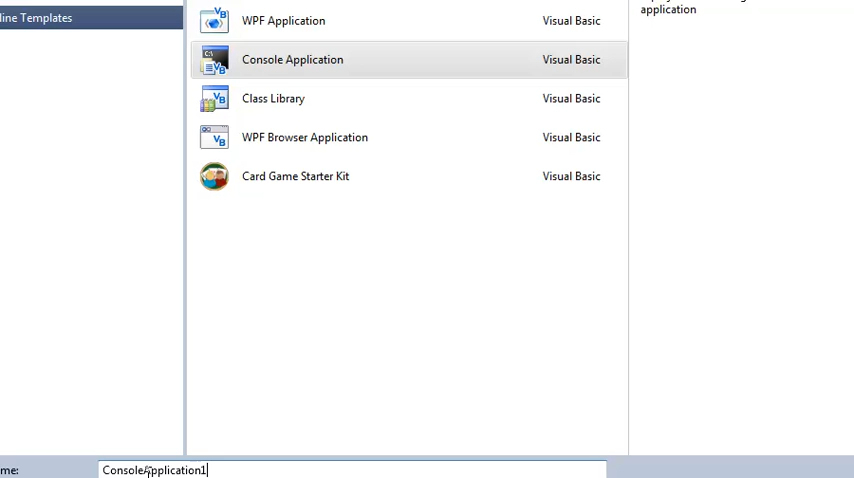 line Templates
WPF Application Visual Basic
application
Console Application Visual Basic
Class Library Visual Basic
WPF Browser Application Visual Basic
Card Game Starter Kit Visual Basic
me: ConsoleApplication1